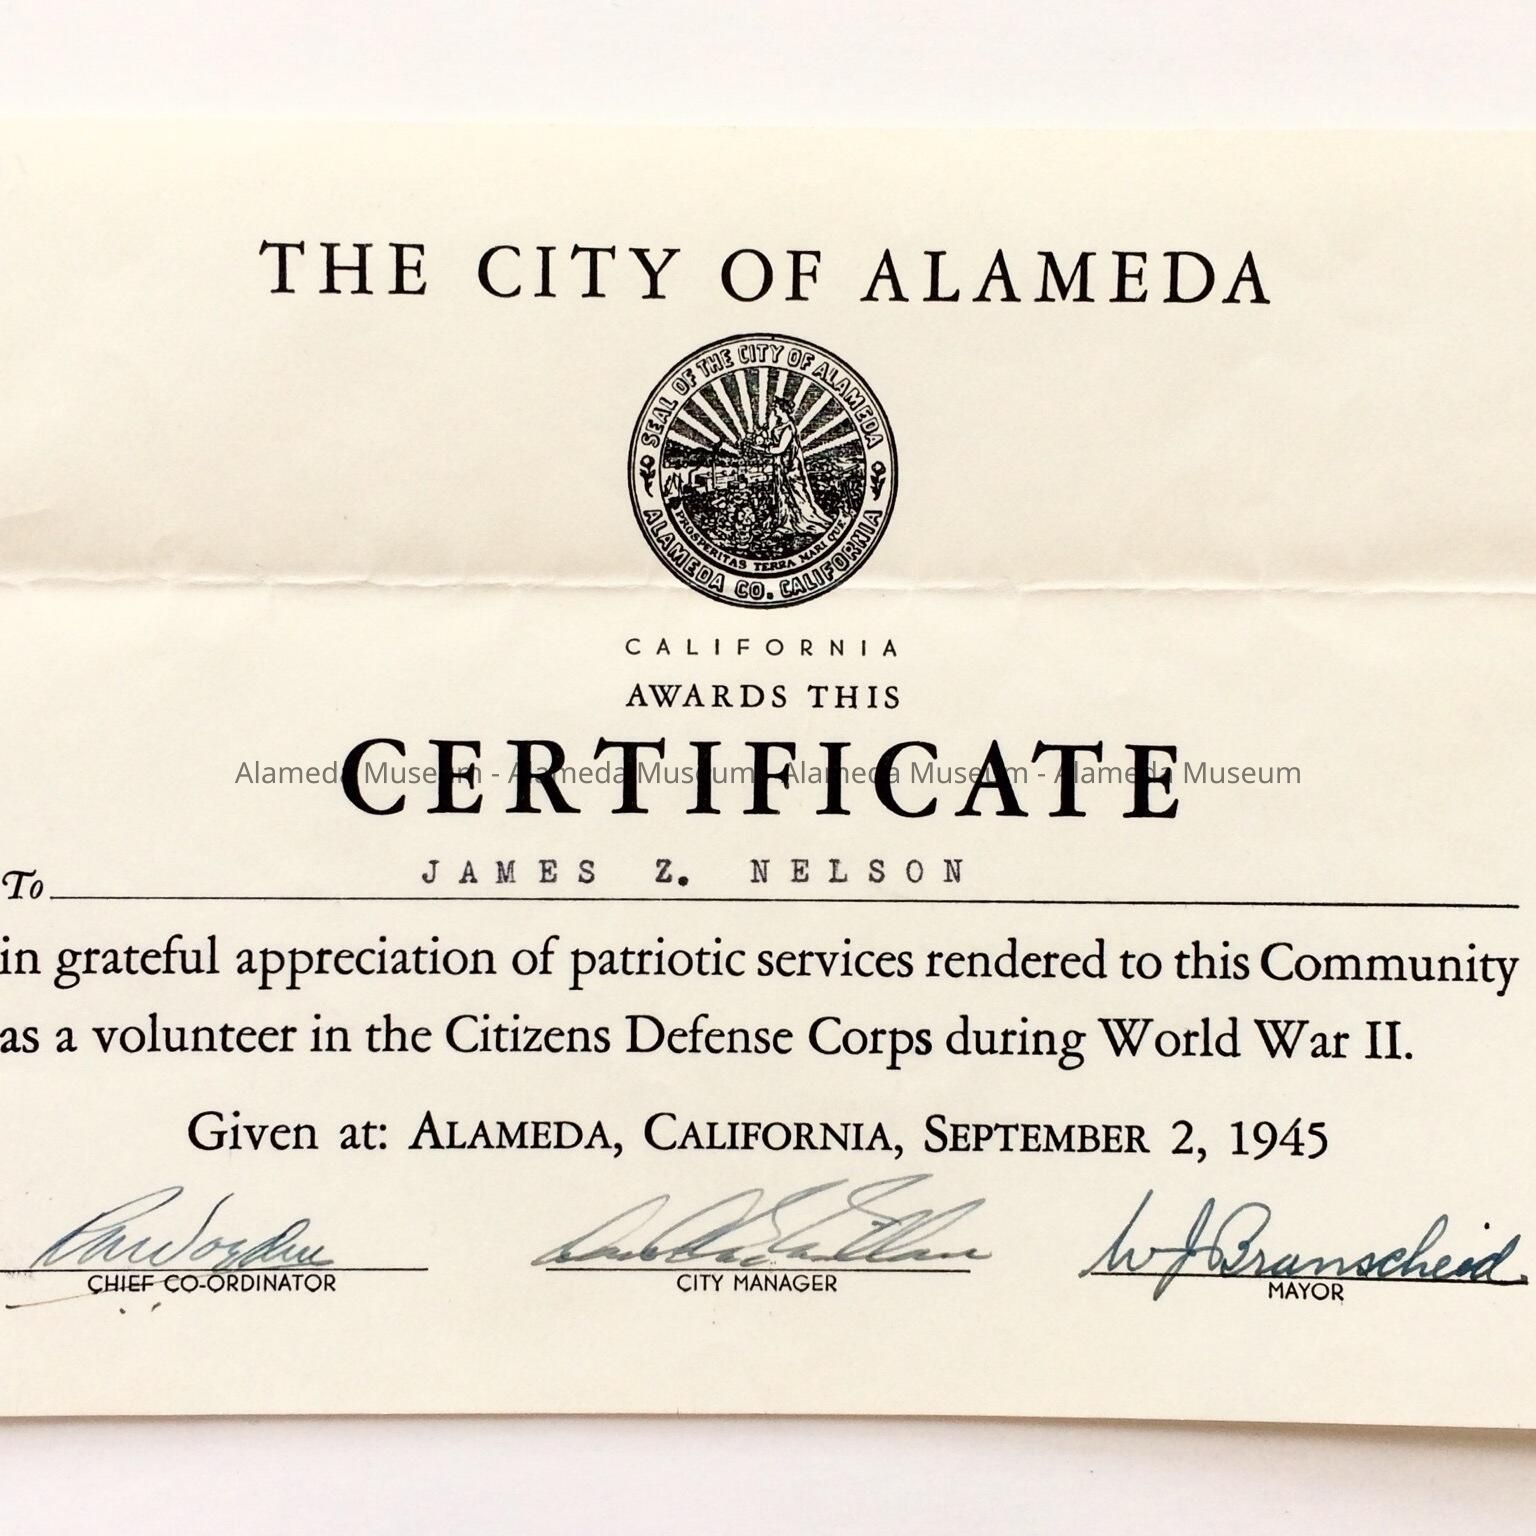 THE CITY OF ALAMEDA
SEAL OF THE CITY OF ALAMEDA
PROSPERITAS TERRA MARI QUE
ALAMEDA CO. CALIFORNIA
CALIFORNIA
AWARDS THIS
CERTIFICATE
Alameda Museum - Alameda Museum - Alameda Museum - Alameda Museum
To JAMES Z. NELSON
in grateful appreciation of patriotic services rendered to this Community
as a volunteer in the Citizens Defense Corps during World War II.
Given at: ALAMEDA, CALIFORNIA, SEPTEMBER 2, 1945
W J Branscheid
CHIEF CO-ORDINATOR CITY MANAGER MAYOR